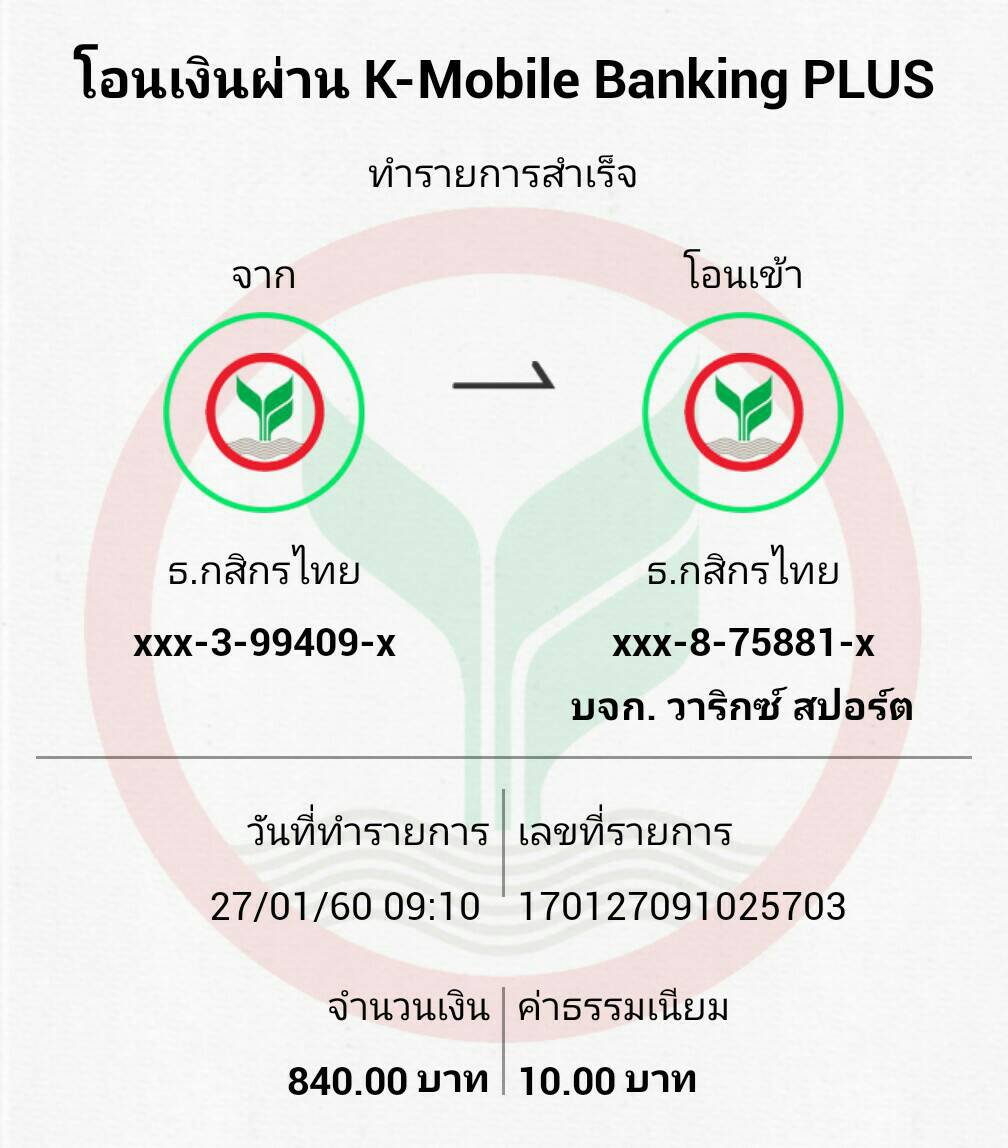 โอนเงินผ่าน K-Mobile Banking PLUS
ทำรายการสำเร็จ
จาก โอนเข้า
ธ.กสิกรไทย ธ.กสิกรไทย
xxx-3-99409-x xxx-8-75881-x
บจก. วาริกซ์ สปอร์ต
วันที่ทำรายการ เลขที่รายการ
27/01/60 09:10 170127091025703
จำนวนเงิน ค่าธรรมเนียม
840.00 บาท 10.00 บาท